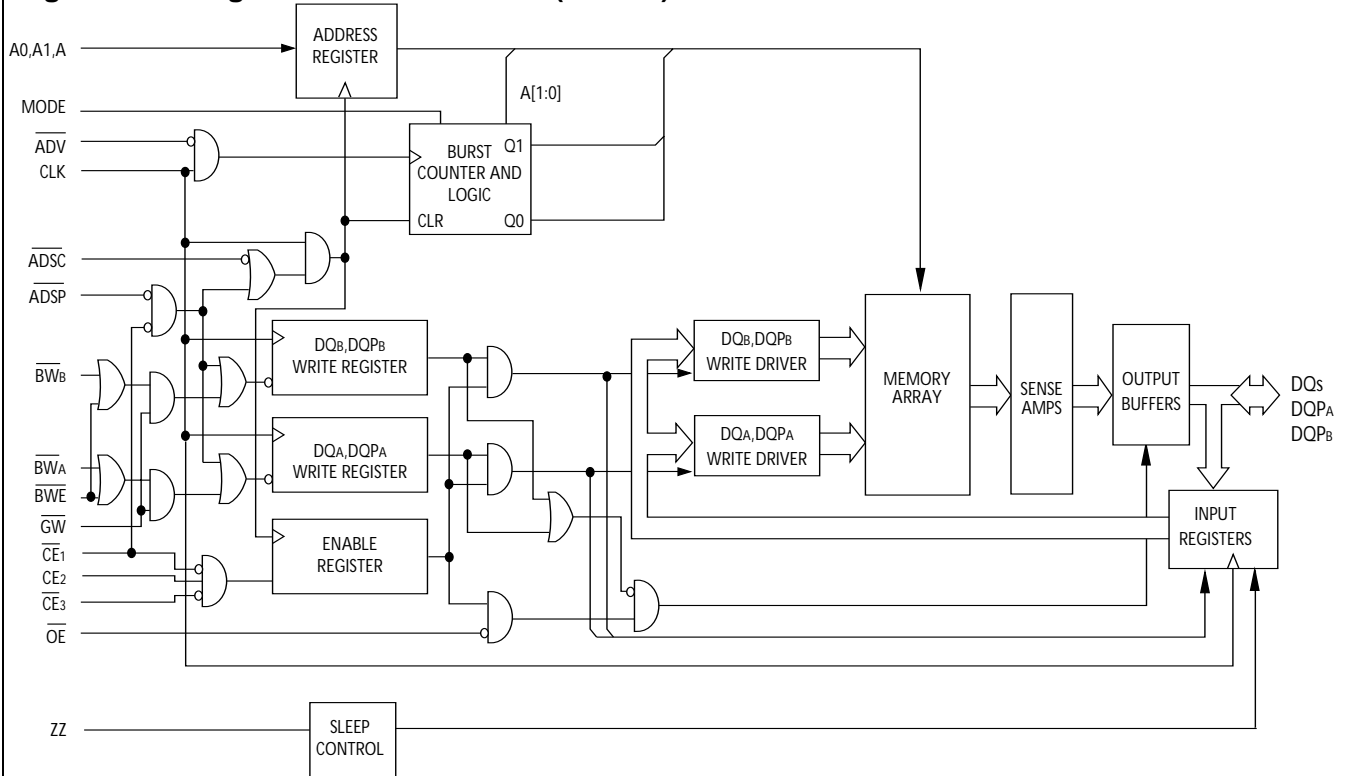 ADDRESS
REGISTER
A0,A1,A
MODE
A[1:0]
ADV
CLK
BURST
COUNTER AND
LOGIC
Q1
CLR
Q0
ADSC
ADSP
DQB,DQPB
WRITE REGISTER
DQB,DQPB
WRITE DRIVER
MEMORY
ARRAY
SENSE
AMPS
OUTPUT
BUFFERS
DQs
DQPA
DQPB
BWB
DQA,DQPA
WRITE REGISTER
DQA,DQPA
WRITE DRIVER
BWA
BWE
GW
INPUT
REGISTERS
CE1
CE2
CE3
ENABLE
REGISTER
OE
ZZ
SLEEP
CONTROL